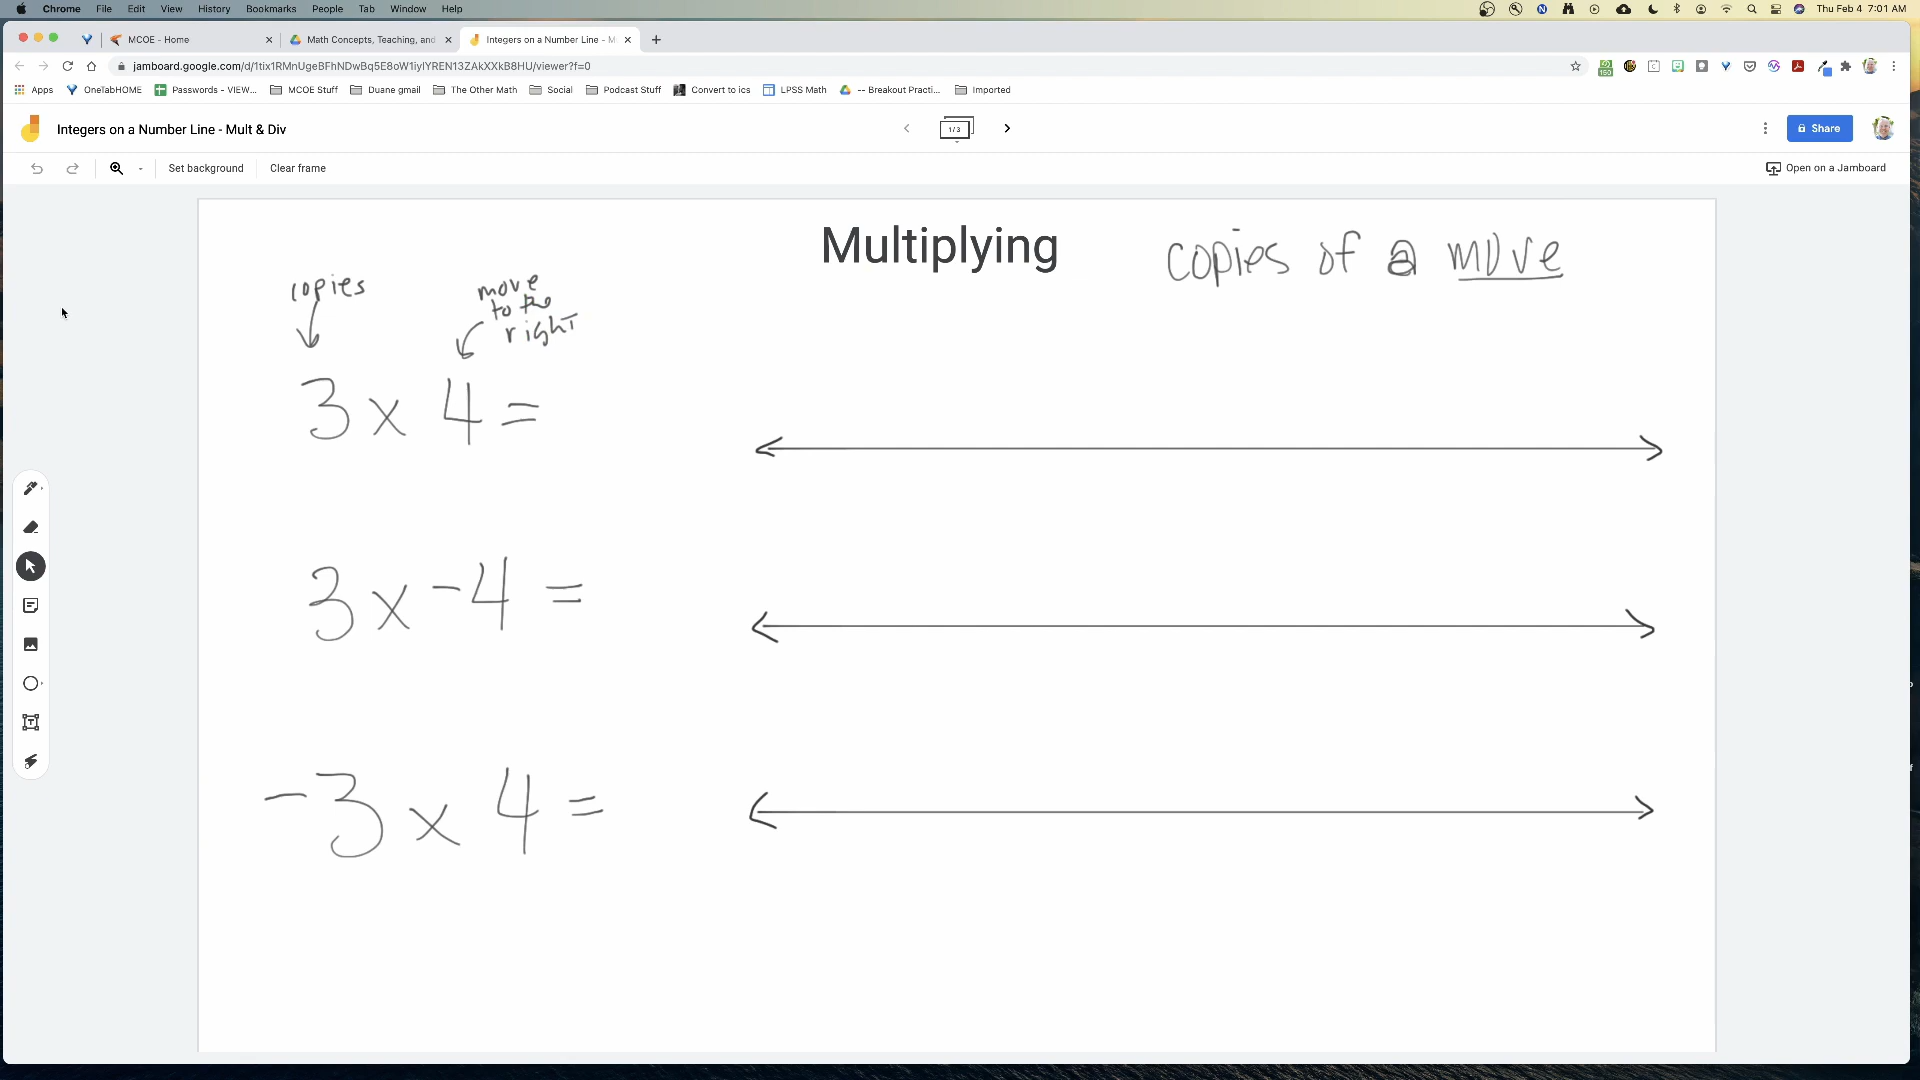 Chrome File Edit View History Bookmarks People Tab Window Help Thu Feb 4 7:01 AM
MCOE - Home Math Concepts, Teaching, and Integers on a Number Line - M
jamboard.google.com/d/1tix1RMnUgeBFhNDwBq5E8oW1iyIYREN13ZAkXXkB8HU/viewer?f=0
Apps OneTabHOME Passwords - VIEW... MCOE Stuff Duane gmail The Other Math Social Podcast Stuff Convert to ics LPSS Math -- Breakout Practi... Imported
Integers on a Number Line - Mult & Div 1/3 Share
Set background Clear frame Open on a Jamboard
Multiplying copies of a move
copies
move
to the
right
3 x 4 =
3 x -4 =
-3 x 4 =